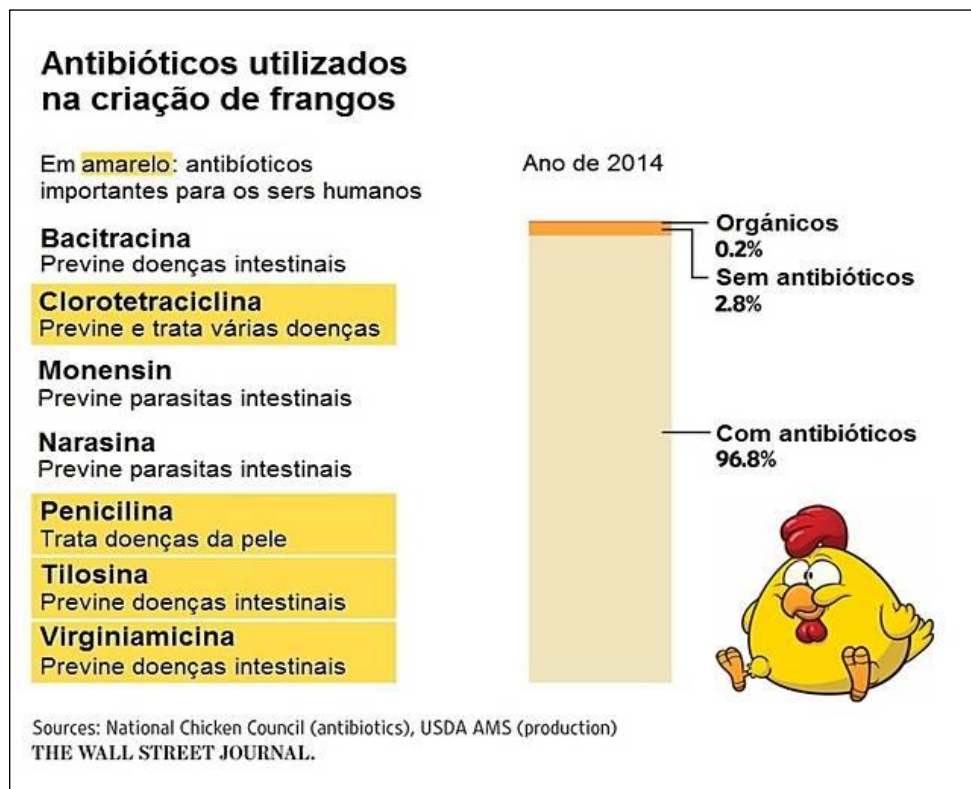 Antibióticos utilizados
na criação de frangos
Em amarelo: antibíoticos
importantes para os sers humanos
Bacitracina
Previne doenças intestinais
Clorotetraciclina
Previne e trata várias doenças
Monensin
Previne parasitas intestinais
Narasina
Previne parasitas intestinais
Penicilina
Trata doenças da pele
Tilosina
Previne doenças intestinais
Virginiamicina
Previne doenças intestinais
Ano de 2014
Orgánicos
0.2%
Sem antibióticos
2.8%
Com antibióticos
96.8%
Sources: National Chicken Council (antibiotics), USDA AMS (production)
THE WALL STREET JOURNAL.